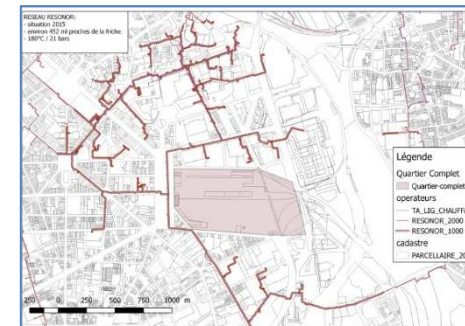 RESEAU RESONOR:
- situation 2015
- environ 452 ml proches de la friche
- 180°C / 21 bars
Légende
Quartier Complet
Quartier-complet
operateurs
TA_LIG_CHAUFF
RESONOR_2000
RESONOR_1000
cadastre
PARCELLAIRE_20
250 0 250 500 750 1000 m